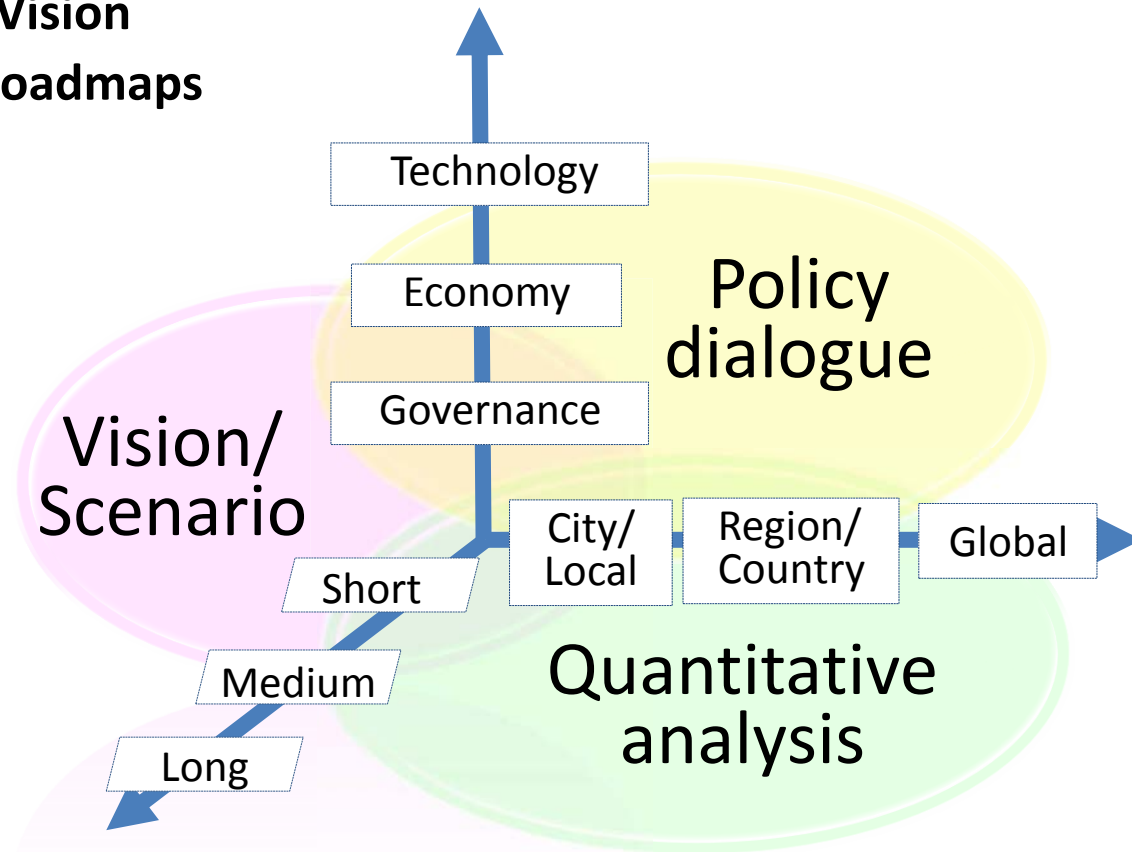 Vision
oadmaps
Technology
Economy
Policy
dialogue
Governance
Vision/
Scenario
City/
Local
Region/
Country
Global
Short
Medium
Long
Quantitative
analysis